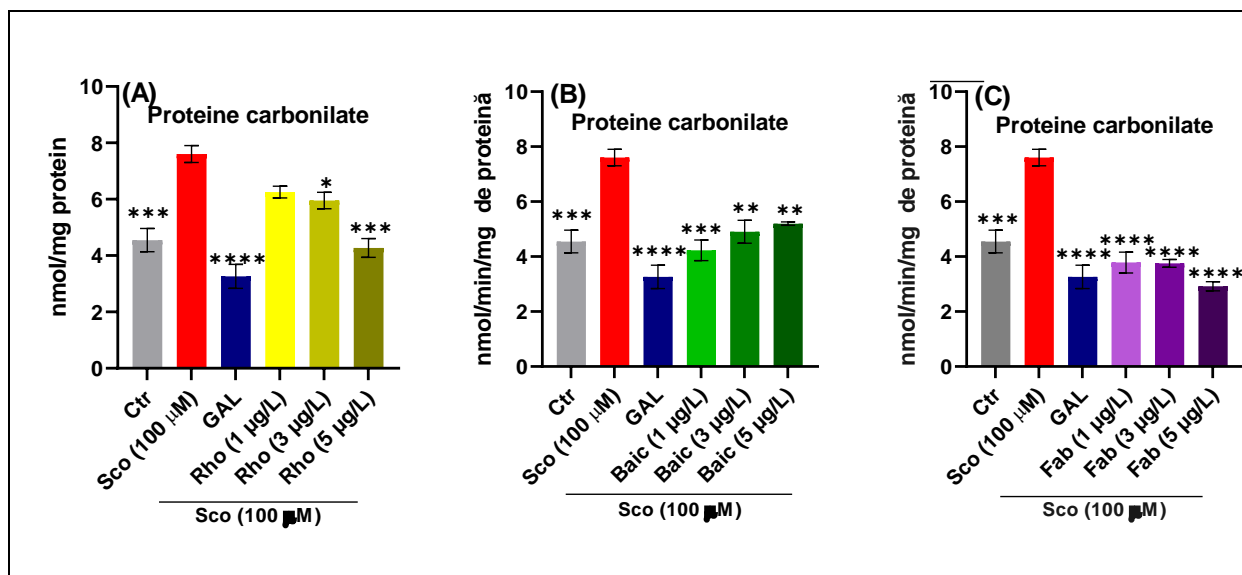 (A)
Proteine carbonilate
nmol/mg protein
10
8
6
4
2
0
***
****
*
***
Ctr
Sco (100 μM)
GAL
Rho (1 µg/L)
Rho (3 µg/L)
Rho (5 µg/L)
Sco (100 μM)
(B)
Proteine carbonilate
nmol/min/mg de proteină
10
8
6
4
2
0
***
****
***
**
**
Ctr
Sco (100 μM)
GAL
Baic (1 µg/L)
Baic (3 µg/L)
Baic (5 µg/L)
Sco (100 μM)
(C)
Proteine carbonilate
nmol/min/mg de proteină
10
8
6
4
2
0
***
****
****
****
****
Ctr
Sco (100 μM)
GAL
Fab (1 µg/L)
Fab (3 µg/L)
Fab (5 µg/L)
Sco (100 μM)